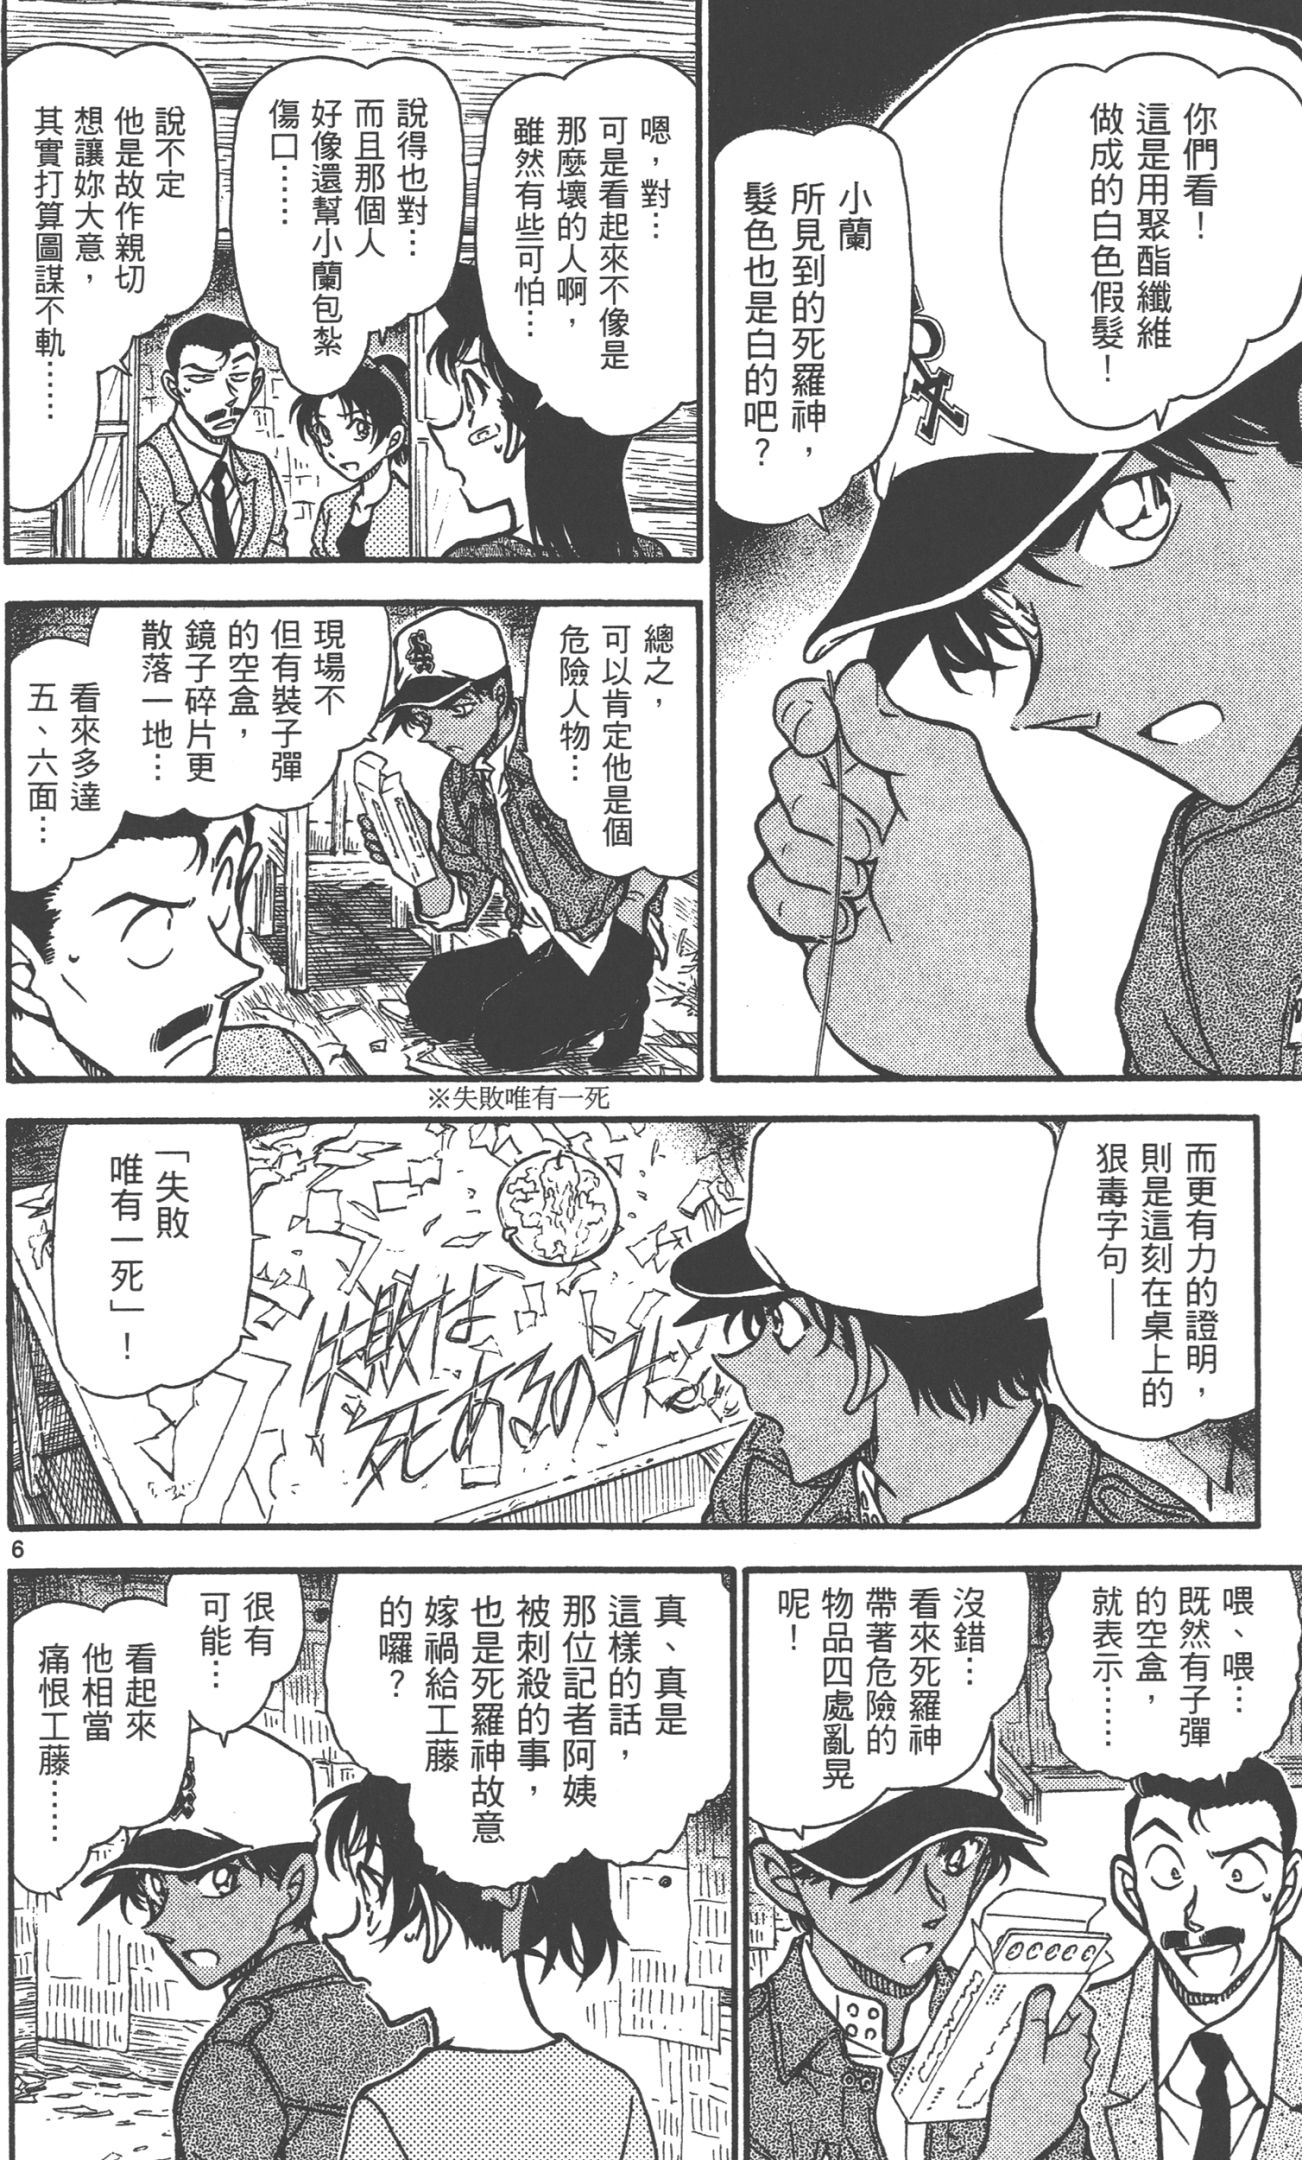 你們看！
這是用聚酯纖維
做成的白色假髮！
小蘭
所見到的死羅神，
髮色也是白的吧？
嗯，對…
可是看起來不像是
那麼壞的人啊，
雖然有些可怕…
說得也對…
而且那個人
好像還幫小蘭包紮
傷口……
說不定
他是故作親切
想讓妳大意，
其實打算圖謀不軌……
總之，
可以肯定他是個
危險人物…
現場不
但有裝子彈
的空盒，
鏡子碎片更
散落一地…
看來多達
五、六面…
※失敗唯有一死
而更有力的證明，
則是這刻在桌上的
狠毒字句──
失敗は
死あるのみ
「失敗
唯有一死」！
6
喂、喂…
既然有子彈
的空盒，
就表示……
沒錯…
看來死羅神
帶著危險的
物品四處亂晃
呢！
真、真是
這樣的話，
那位記者阿姨
被刺殺的事，
也是死羅神故意
嫁禍給工藤
的囉？
很有
可能…
看起來
他相當
痛恨工藤……